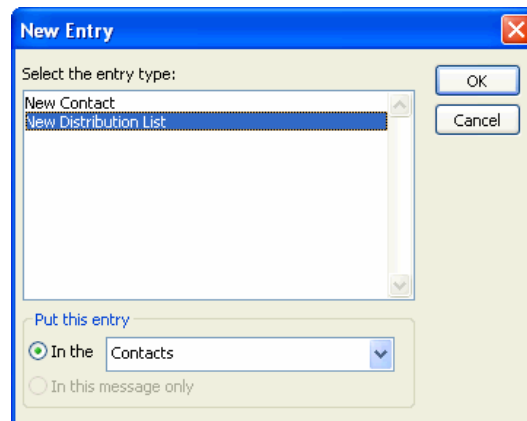 New Entry
Select the entry type:
OK
New Contact
New Distribution List
Cancel
Put this entry
In the Contacts
In this message only